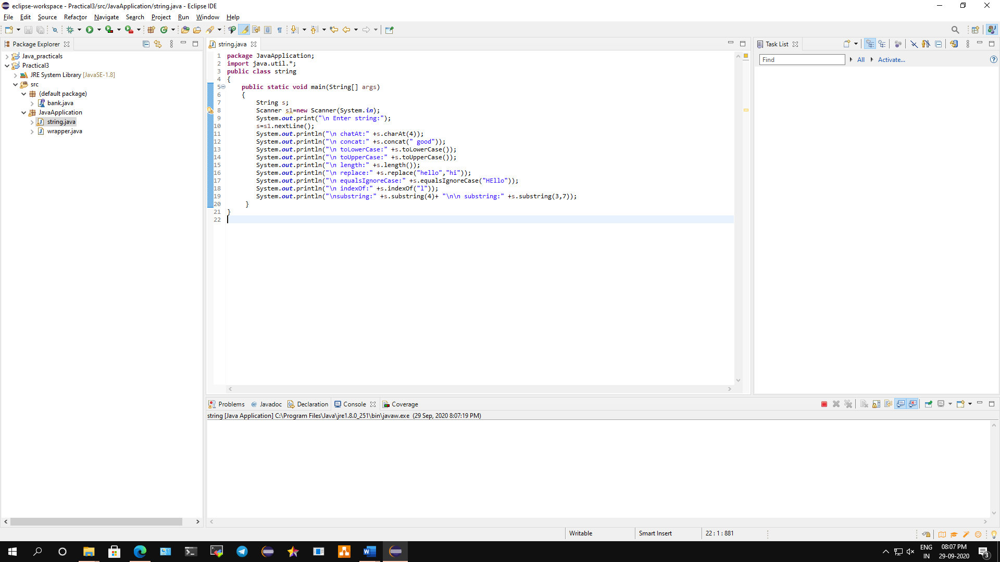 eclipse-workspace - Practical3/src/JavaApplication/string.java - Eclipse IDE
File Edit Source Refactor Navigate Search Project Run Window Help
Package Explorer
Java_practicals
Practical3
JRE System Library [JavaSE-1.8]
src
(default package)
bank.java
JavaApplication
string.java
wrapper.java
string.java
1 package JavaApplication;
2 import java.util.*;
3 public class string
4 {
5 public static void main(String[] args)
6 {
7 String s;
8 Scanner s1=new Scanner(System.in);
9 System.out.print("\n Enter string:");
10 s=s1.nextLine();
11 System.out.println("\n chatAt:" +s.charAt(4));
12 System.out.println("\n concat:" +s.concat(" good"));
13 System.out.println("\n toLowerCase:" +s.toLowerCase());
14 System.out.println("\n toUpperCase:" +s.toUpperCase());
15 System.out.println("\n length:" +s.length());
16 System.out.println("\n replace:" +s.replace("hello","hi"));
17 System.out.println("\n equalsIgnoreCase:" +s.equalsIgnoreCase("HEllo"));
18 System.out.println("\n indexOf:" +s.indexOf("l"));
19 System.out.println("\nsubstring:" +s.substring(4)+ "\n\n substring:" +s.substring(3,7));
20 }
21 }
22
Task List
Find All Activate...
Problems @ Javadoc Declaration Console Coverage
string [Java Application] C:\Program Files\Java\jre1.8.0_251\bin\javaw.exe (29 Sep, 2020 8:07:19 PM)
Writable Smart Insert 22 : 1 : 881
ENG
IN
08:07 PM
29-09-2020
3